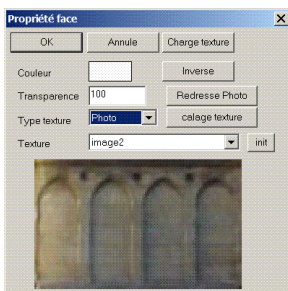 Propriété face
OK Annule Charge texture
Couleur Inverse
Transparence 100 Redresse Photo
Type texture Photo calage texture
Texture image2 init